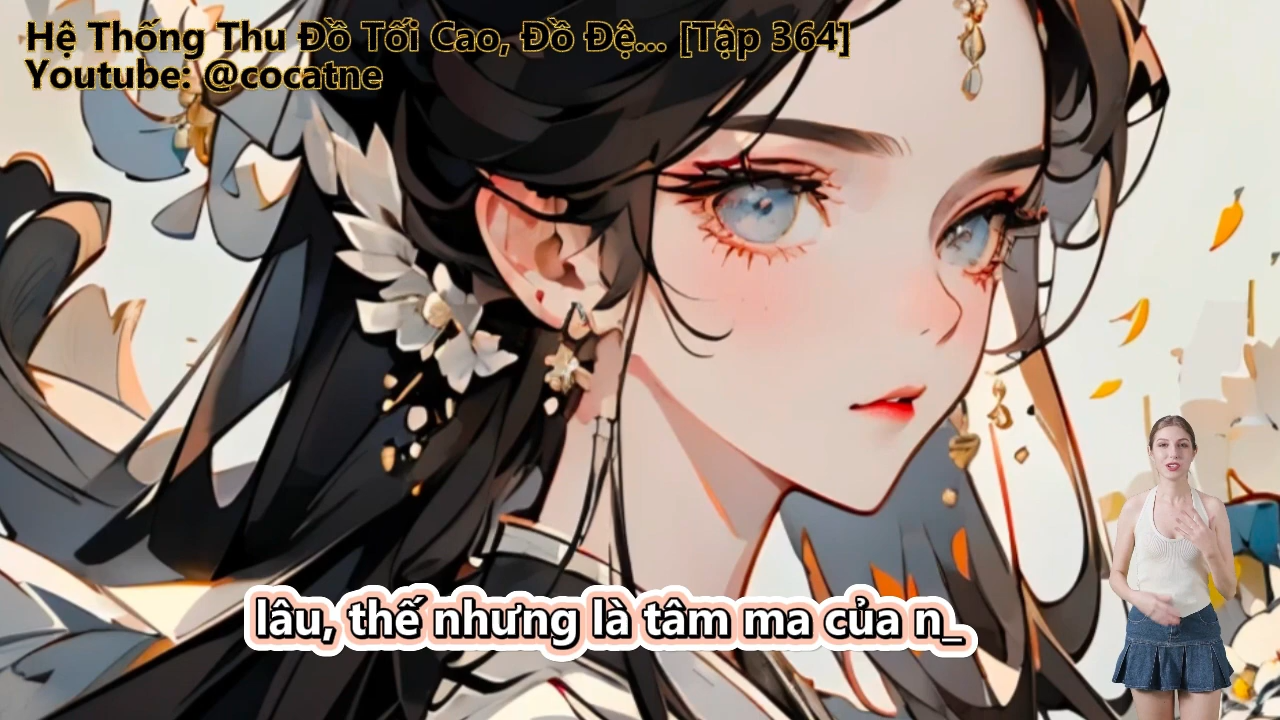 Hệ Thống Thu Đồ Tối Cao, Đồ Đệ... [Tập 364]
Youtube: @cocatne
lâu, thế nhưng là tâm ma của n_